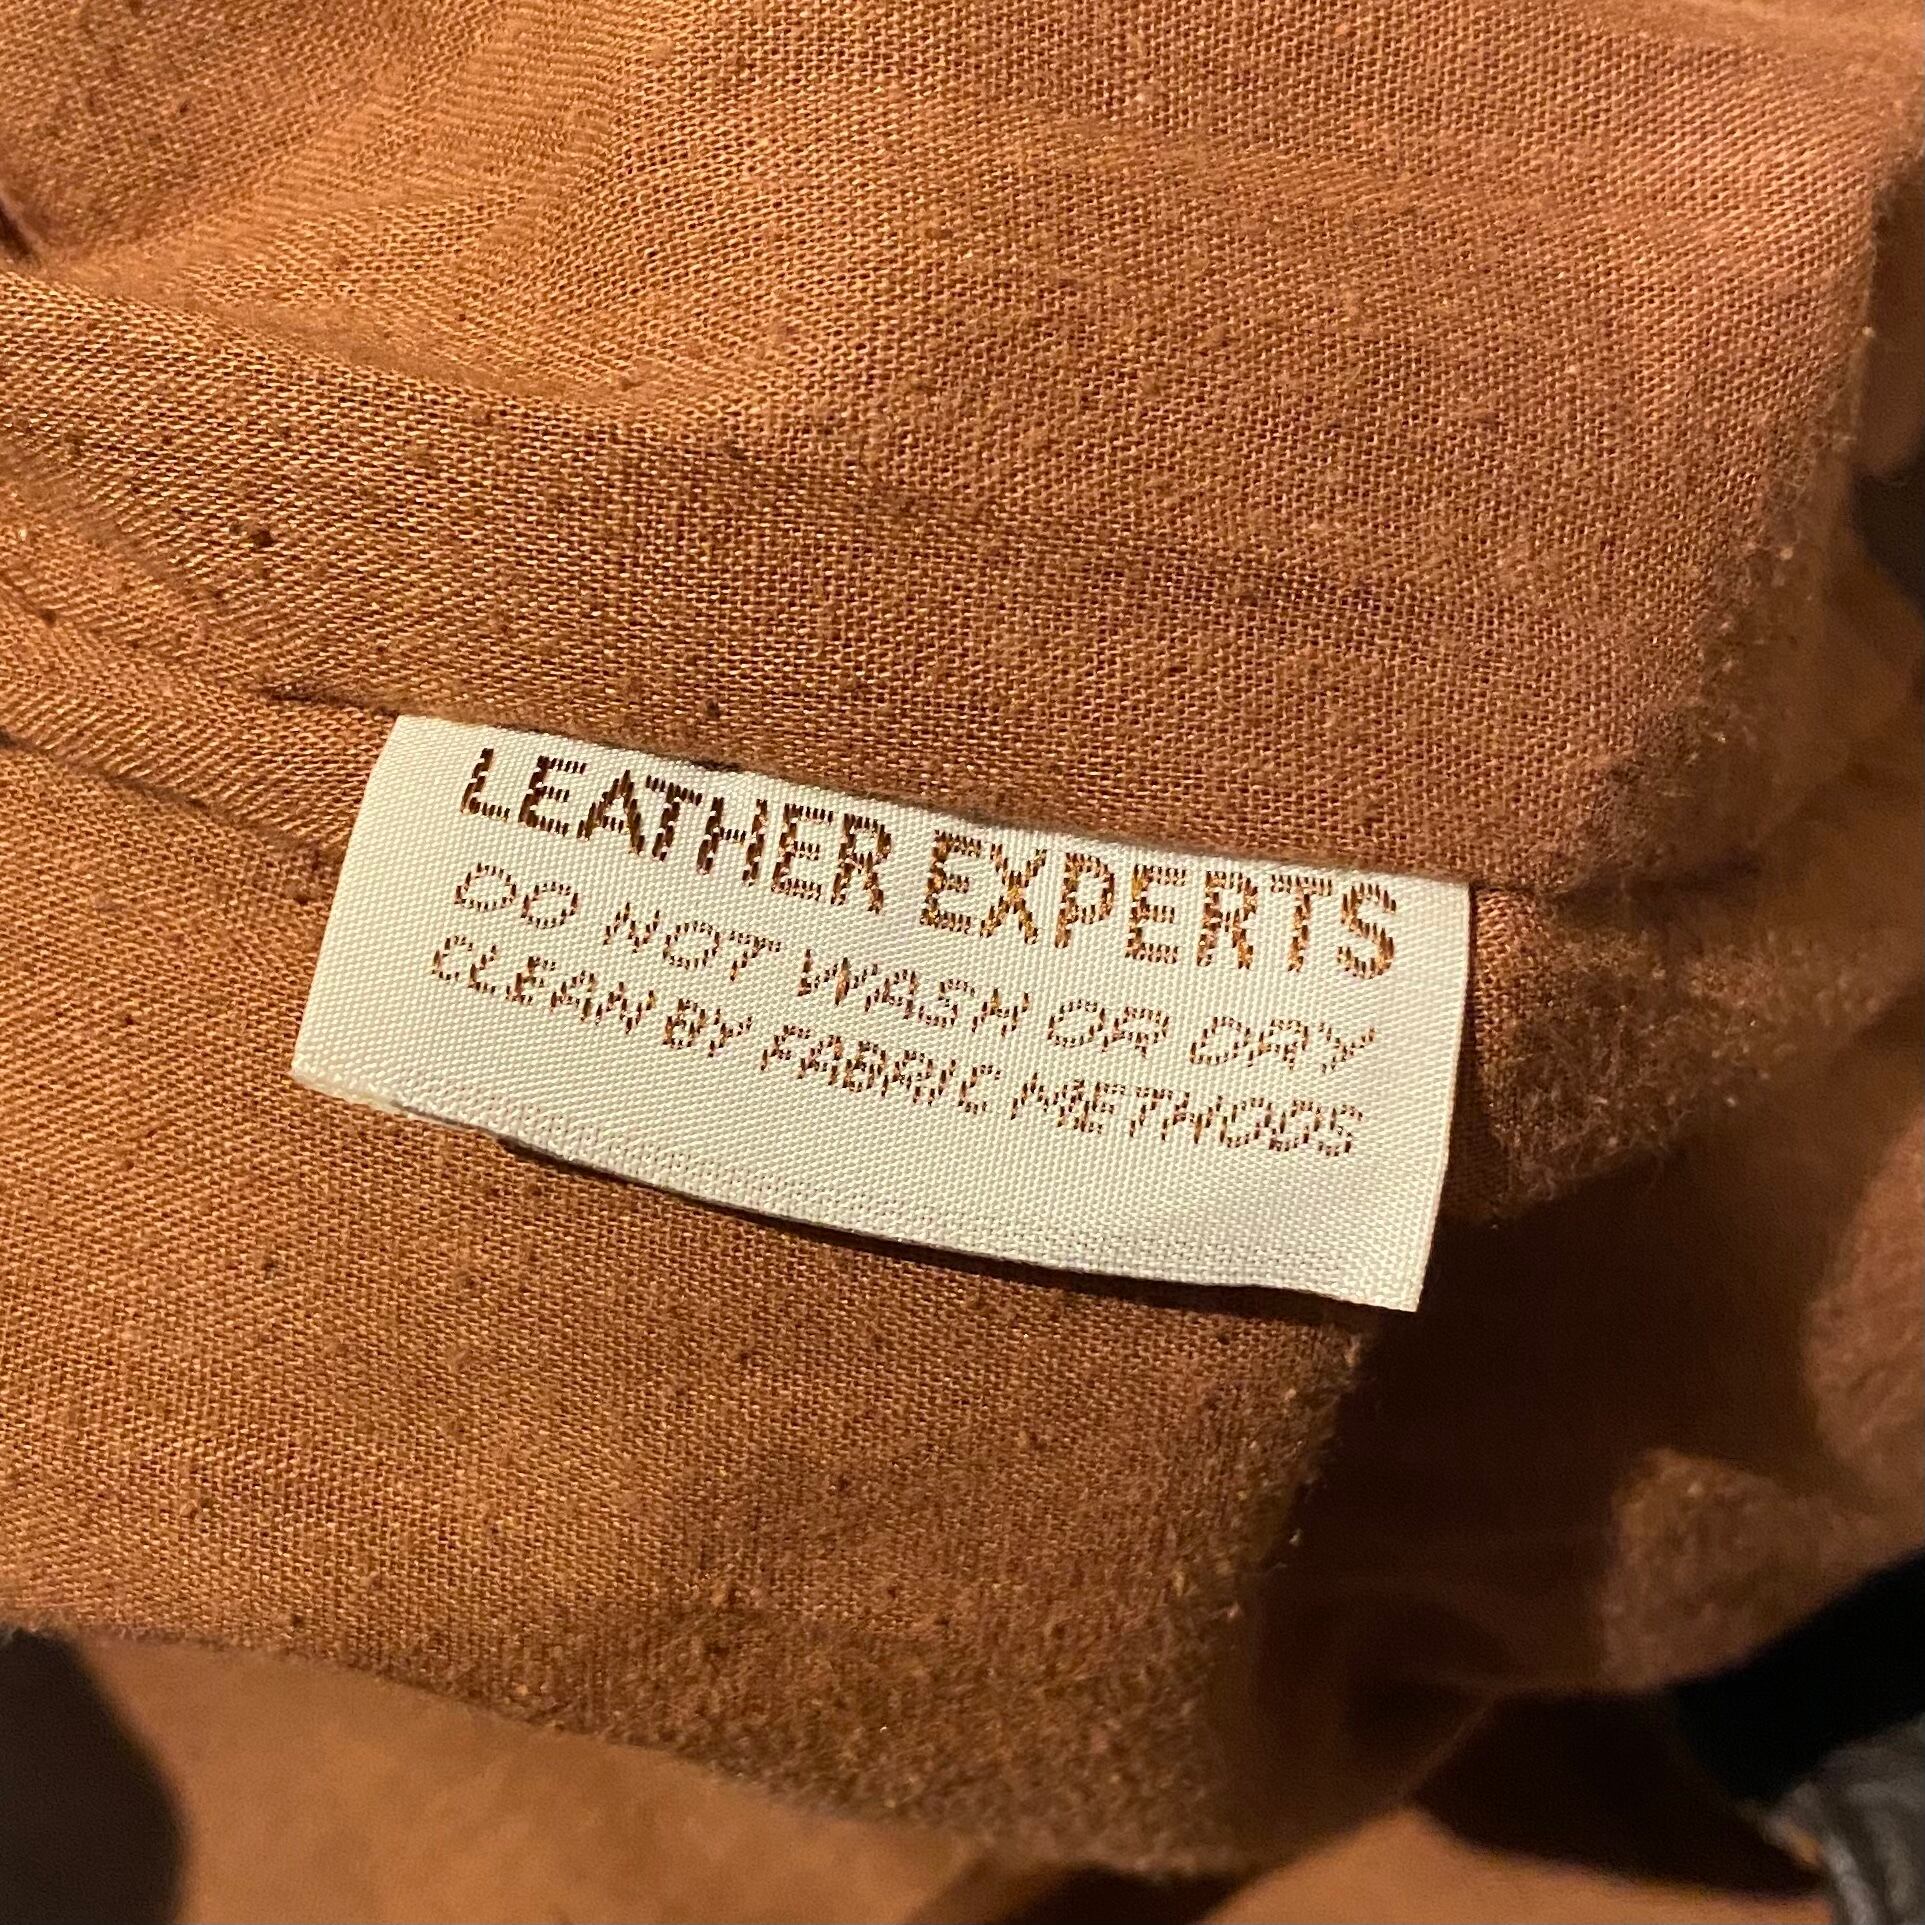 LEATHER EXPERTS
DO NOT WASH OR DRY
CLEAN BY FABRIC METHODS